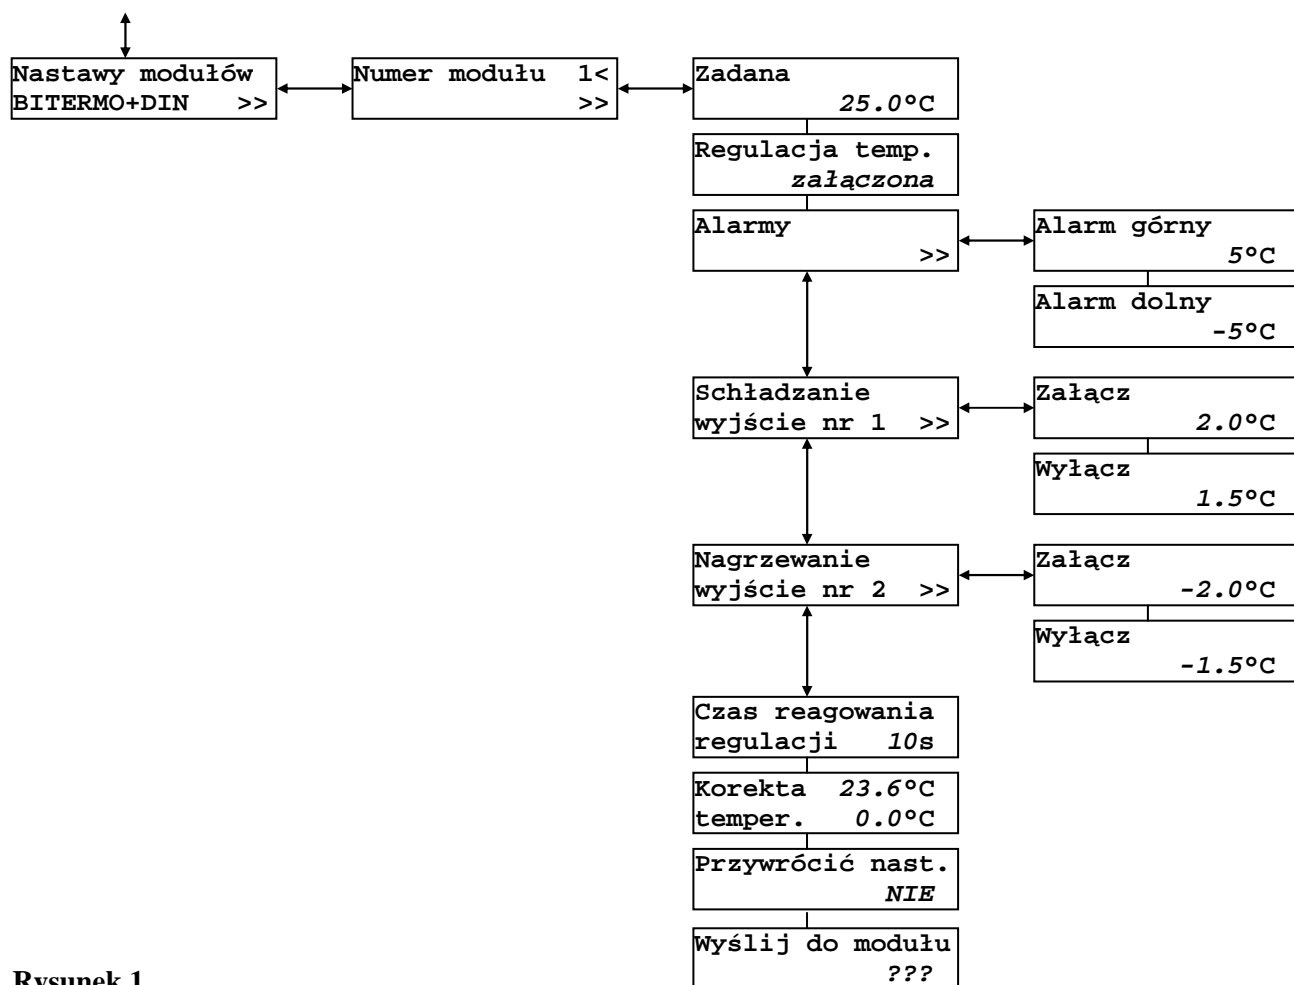 Nastawy modułów
BITERMO+DIN >>
Numer modułu 1<
>>
Zadana
25.0°C
Regulacja temp.
załączona
Alarmy
>>
Alarm górny
5°C
Alarm dolny
-5°C
Schładzanie
wyjście nr 1 >>
Załącz
2.0°C
Wyłącz
1.5°C
Nagrzewanie
wyjście nr 2 >>
Załącz
-2.0°C
Wyłącz
-1.5°C
Czas reagowania
regulacji 10s
Korekta 23.6°C
temper. 0.0°C
Przywrócić nast.
NIE
Wyślij do modułu
???
Rysunek 1